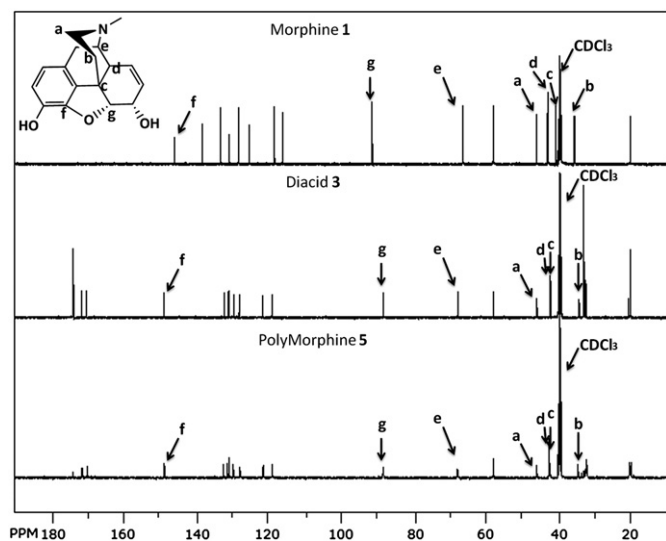 Morphine 1
a
N
e
b
d
c
HO
f
O
g
OH
f
g
e
a
d
c
CDCl₃
b
Diacid 3
f
g
e
a
d
c
CDCl₃
b
PolyMorphine 5
f
g
e
a
d
c
CDCl₃
b
PPM 180 160 140 120 100 80 60 40 20